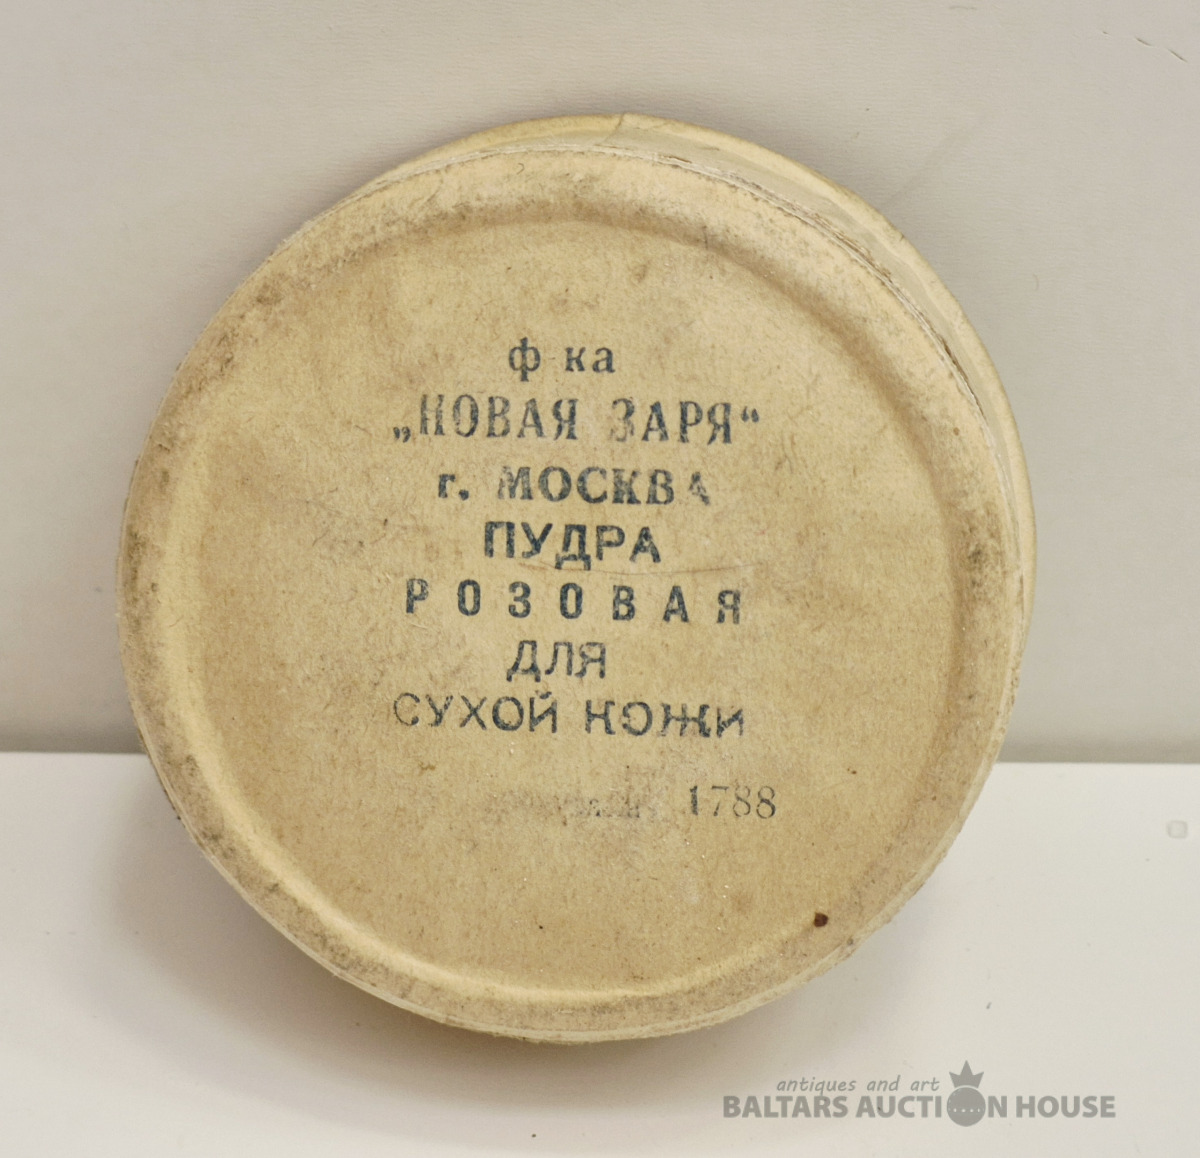 ф-ка
„НОВАЯ ЗАРЯ“
г. МОСКВА
ПУДРА
РОЗОВАЯ
ДЛЯ
СУХОЙ КОЖИ
1788
antiques and art
BALTARS AUCTION HOUSE